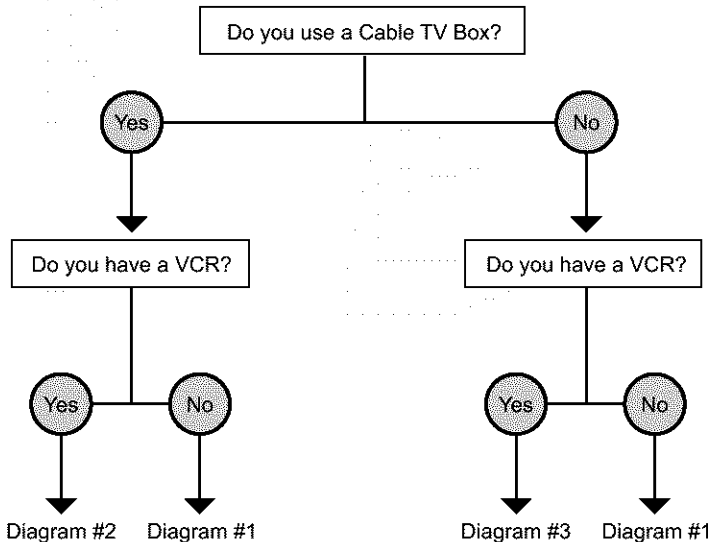 Do you use a Cable TV Box?
Yes
No
Do you have a VCR?
Do you have a VCR?
Yes
No
Yes
No
Diagram #2
Diagram #1
Diagram #3
Diagram #1